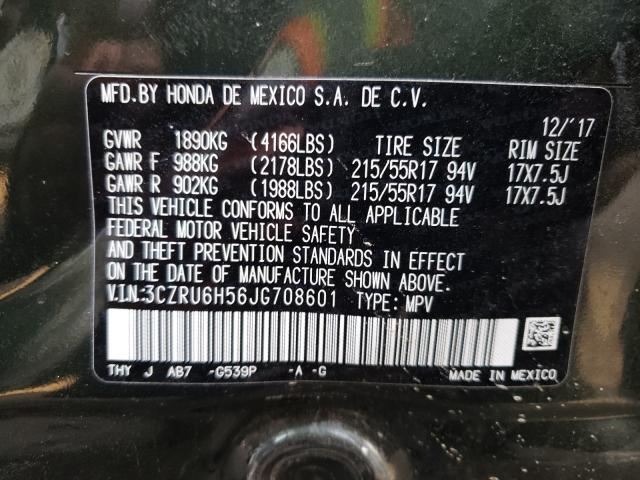 MFD.BY HONDA DE MEXICO S.A. DE C.V.
12/'17
GVWR 1890KG (4166LBS) TIRE SIZE RIM SIZE
GAWR F 988KG (2178LBS) 215/55R17 94V 17X7.5J
GAWR R 902KG (1988LBS) 215/55R17 94V 17X7.5J
THIS VEHICLE CONFORMS TO ALL APPLICABLE
FEDERAL MOTOR VEHICLE SAFETY
AND THEFT PREVENTION STANDARDS IN EFFECT
ON THE DATE OF MANUFACTURE SHOWN ABOVE.
V.I.N:3CZRU6H56JG708601 TYPE: MPV
THY J AB7 -G539P -A -G MADE IN MEXICO